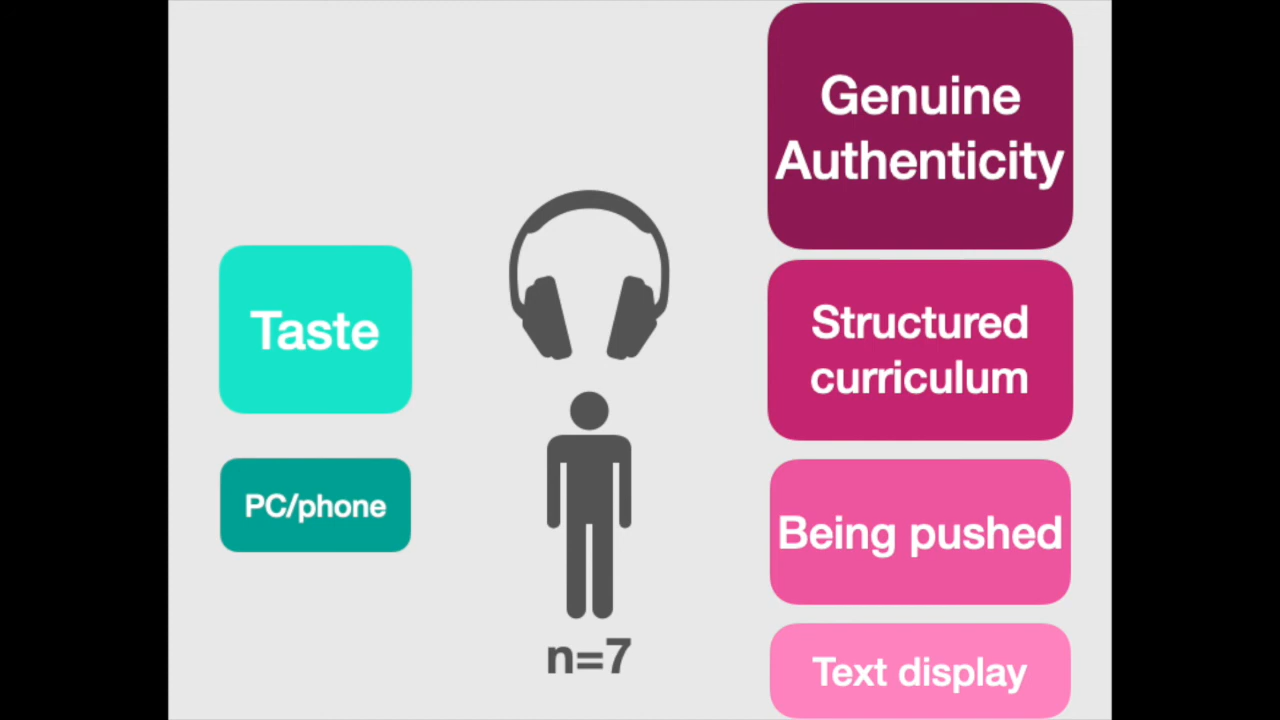 Taste
PC/phone
n=7
Genuine
Authenticity
Structured
curriculum
Being pushed
Text display